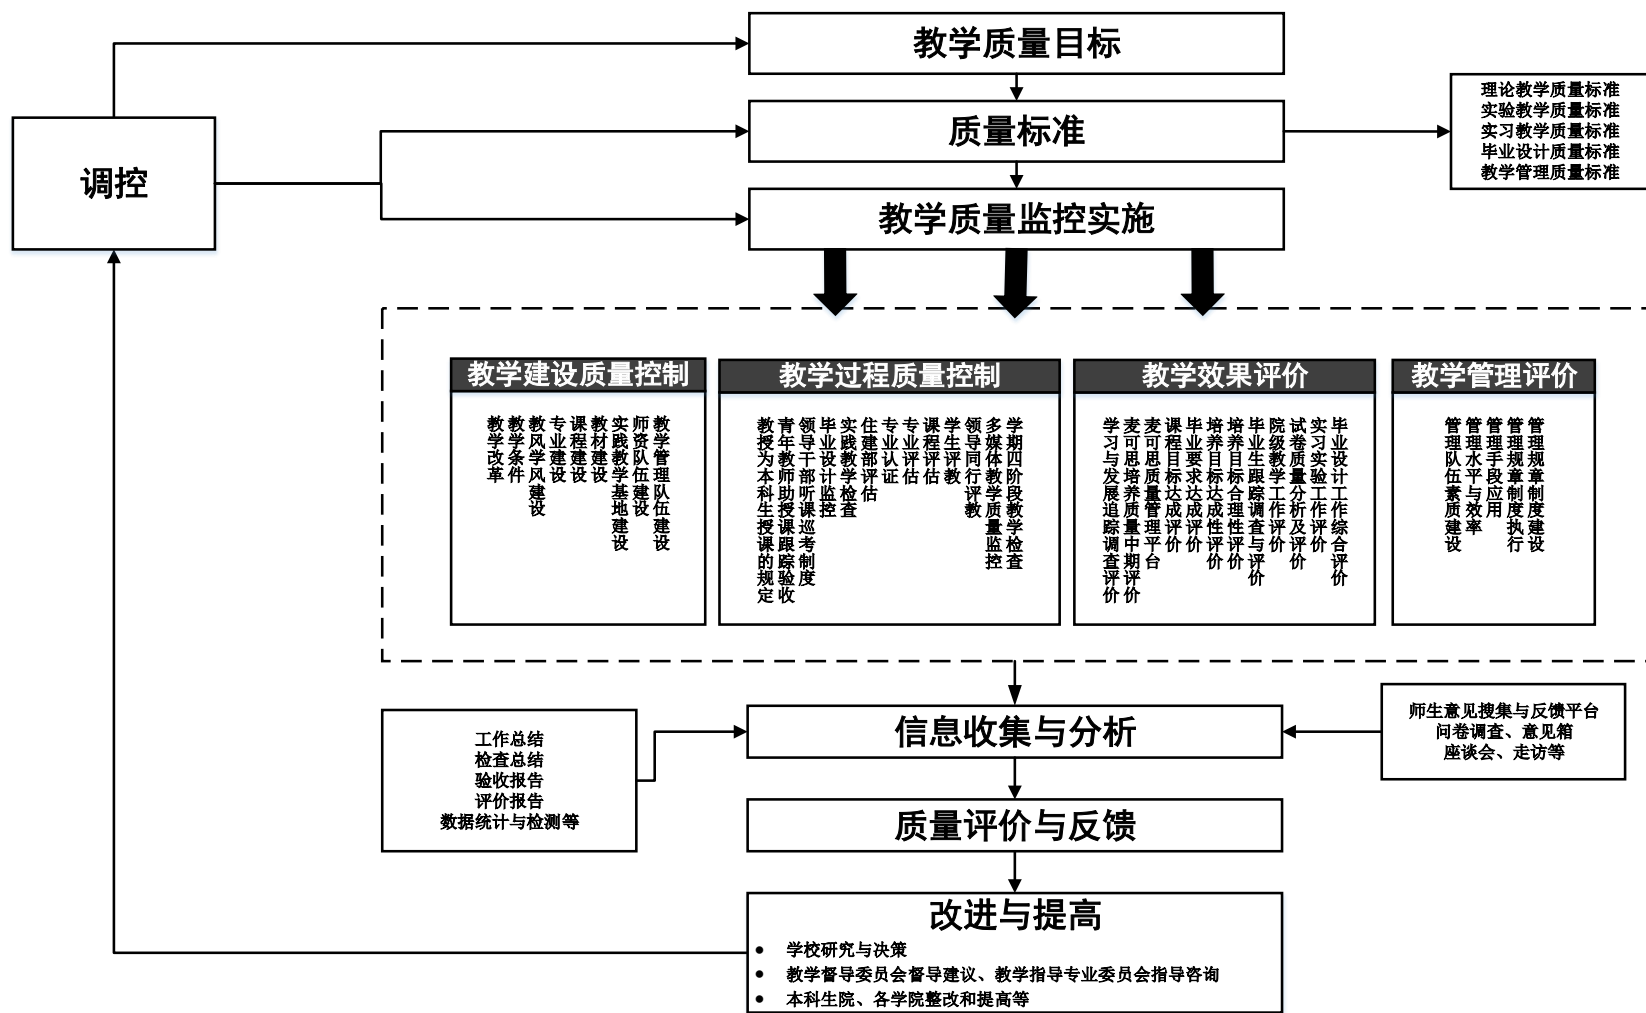 教学质量目标
质量标准
教学质量监控实施
调控
理论教学质量标准
实验教学质量标准
实习教学质量标准
毕业设计质量标准
教学管理质量标准
教学建设质量控制
教学改革
教学条件
教风学风建设
专业建设
课程建设
教材建设
实践教学基地建设
师资队伍建设
教学管理队伍建设
教学过程质量控制
教授为本科生授课的规定
青年教师助授课跟踪验收
领导干部听课巡考制度
毕业设计监控
实践教学检查
住建部评估
专业认证
专业评估
课程评估
学生评教
领导同行评教
多媒体教学质量监控
学期四阶段教学检查
教学效果评价
学习与发展追踪调查评价
麦可思培养质量中期评价
麦可思质量管理平台
课程目标达成评价
毕业要求达成评价
培养目标达成性评价
培养目标合理性评价
毕业生跟踪调查与评价
院级教学工作评价
试卷质量分析及评价
实习实验工作评价
毕业设计工作综合评价
教学管理评价
管理队伍素质建设
管理水平与效率
管理手段应用
管理规章制度执行
管理规章制度建设
信息收集与分析
工作总结
检查总结
验收报告
评价报告
数据统计与检测等
师生意见搜集与反馈平台
问卷调查、意见箱
座谈会、走访等
质量评价与反馈
改进与提高
• 学校研究与决策
• 教学督导委员会督导建议、教学指导专业委员会指导咨询
• 本科生院、各学院整改和提高等